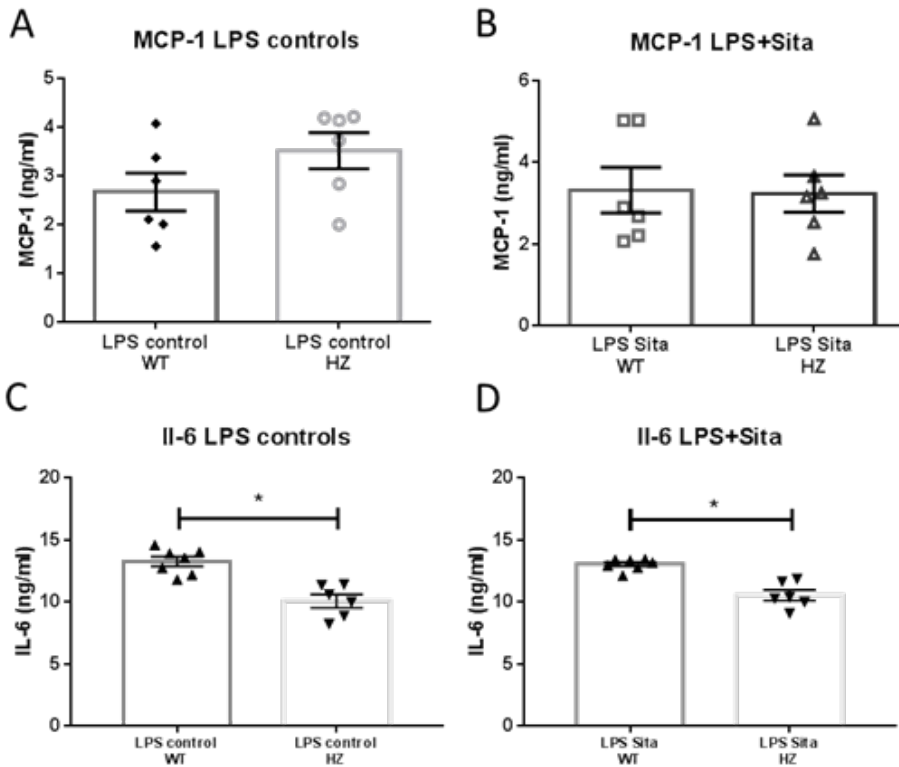 A
MCP-1 LPS controls
MCP-1 (ng/ml)
5
4
3
2
1
0
LPS control
WT
LPS control
HZ
B
MCP-1 LPS+Sita
MCP-1 (ng/ml)
6
4
2
0
LPS Sita
WT
LPS Sita
HZ
C
Il-6 LPS controls
IL-6 (ng/ml)
20
15
10
5
0
*
LPS control
WT
LPS control
HZ
D
Il-6 LPS+Sita
IL-6 (ng/ml)
20
15
10
5
0
*
LPS Sita
WT
LPS Sita
HZ